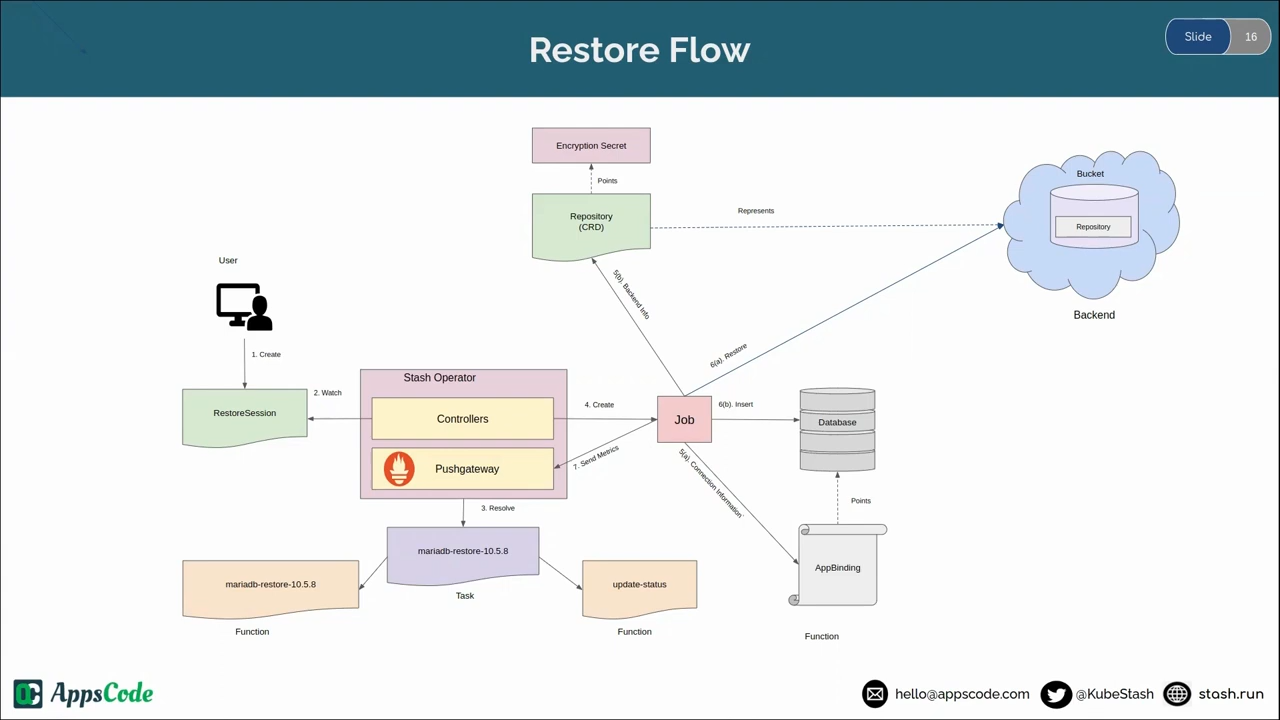 Restore Flow
Slide
16
Encryption Secret
Points
Repository
(CRD)
Represents
Bucket
Repository
Backend
User
1. Create
5(b). Backend Info
6(a). Restore
RestoreSession
2. Watch
Stash Operator
Controllers
Pushgateway
4. Create
Job
6(b). Insert
Database
7. Send Metrics
5(a). Connection Information`
Points
3. Resolve
mariadb-restore-10.5.8
Task
mariadb-restore-10.5.8
Function
update-status
Function
AppBinding
Function
AppsCode
hello@appscode.com
@KubeStash
stash.run